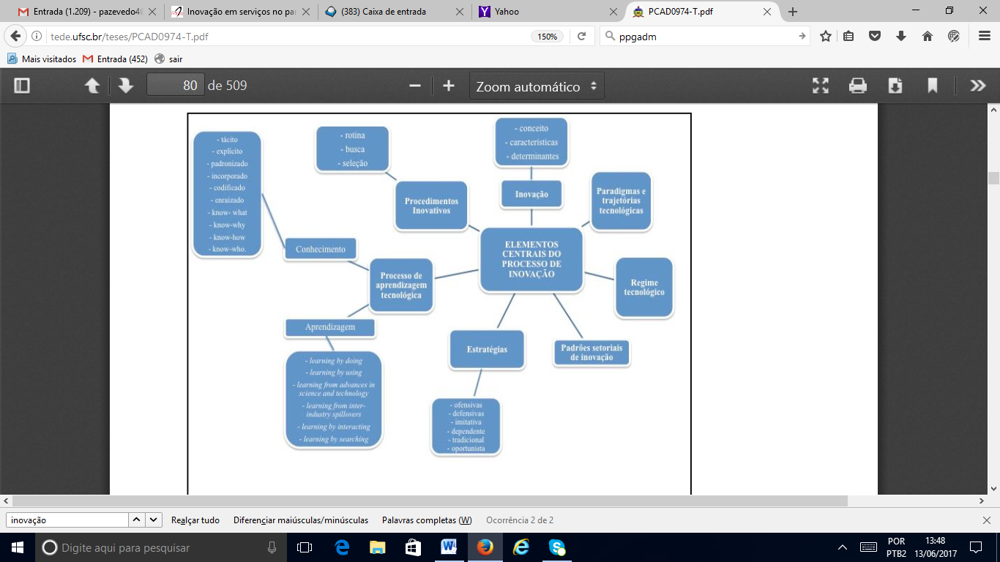 Entrada (1.209) - pazevedo4
Inovação em serviços no pa
(383) Caixa de entrada
Yahoo
PCAD0974-T.pdf
tede.ufsc.br/teses/PCAD0974-T.pdf
150%
ppgadm
Mais visitados
Entrada (452)
sair
80 de 509
Zoom automático
- tácito
- explícito
- padronizado
- incorporado
- codificado
- enraizado
- know- what
- know-why
- know-how
- know-who.
- rotina
- busca
- seleção
- conceito
- características
- determinantes
Procedimentos
Inovativos
Inovação
Paradigmas e
trajetórias
tecnológicas
Conhecimento
ELEMENTOS
CENTRAIS DO
PROCESSO DE
INOVAÇÃO
Processo de
aprendizagem
tecnológica
Regime
tecnológico
Aprendizagem
Estratégias
Padrões setoriais
de inovação
- learning by doing
- learning by using
- learning from advances in
science and technology
- learning from inter-
industry spillovers
- learning by interacting
- learning by searching
- ofensivas
- defensivas
- imitativa
- dependente
- tradicional
- oportunista
inovação
Realçar tudo
Diferenciar maiúsculas/minúsculas
Palavras completas (W)
Ocorrência 2 de 2
Digite aqui para pesquisar
POR
PTB2
13:48
13/06/2017